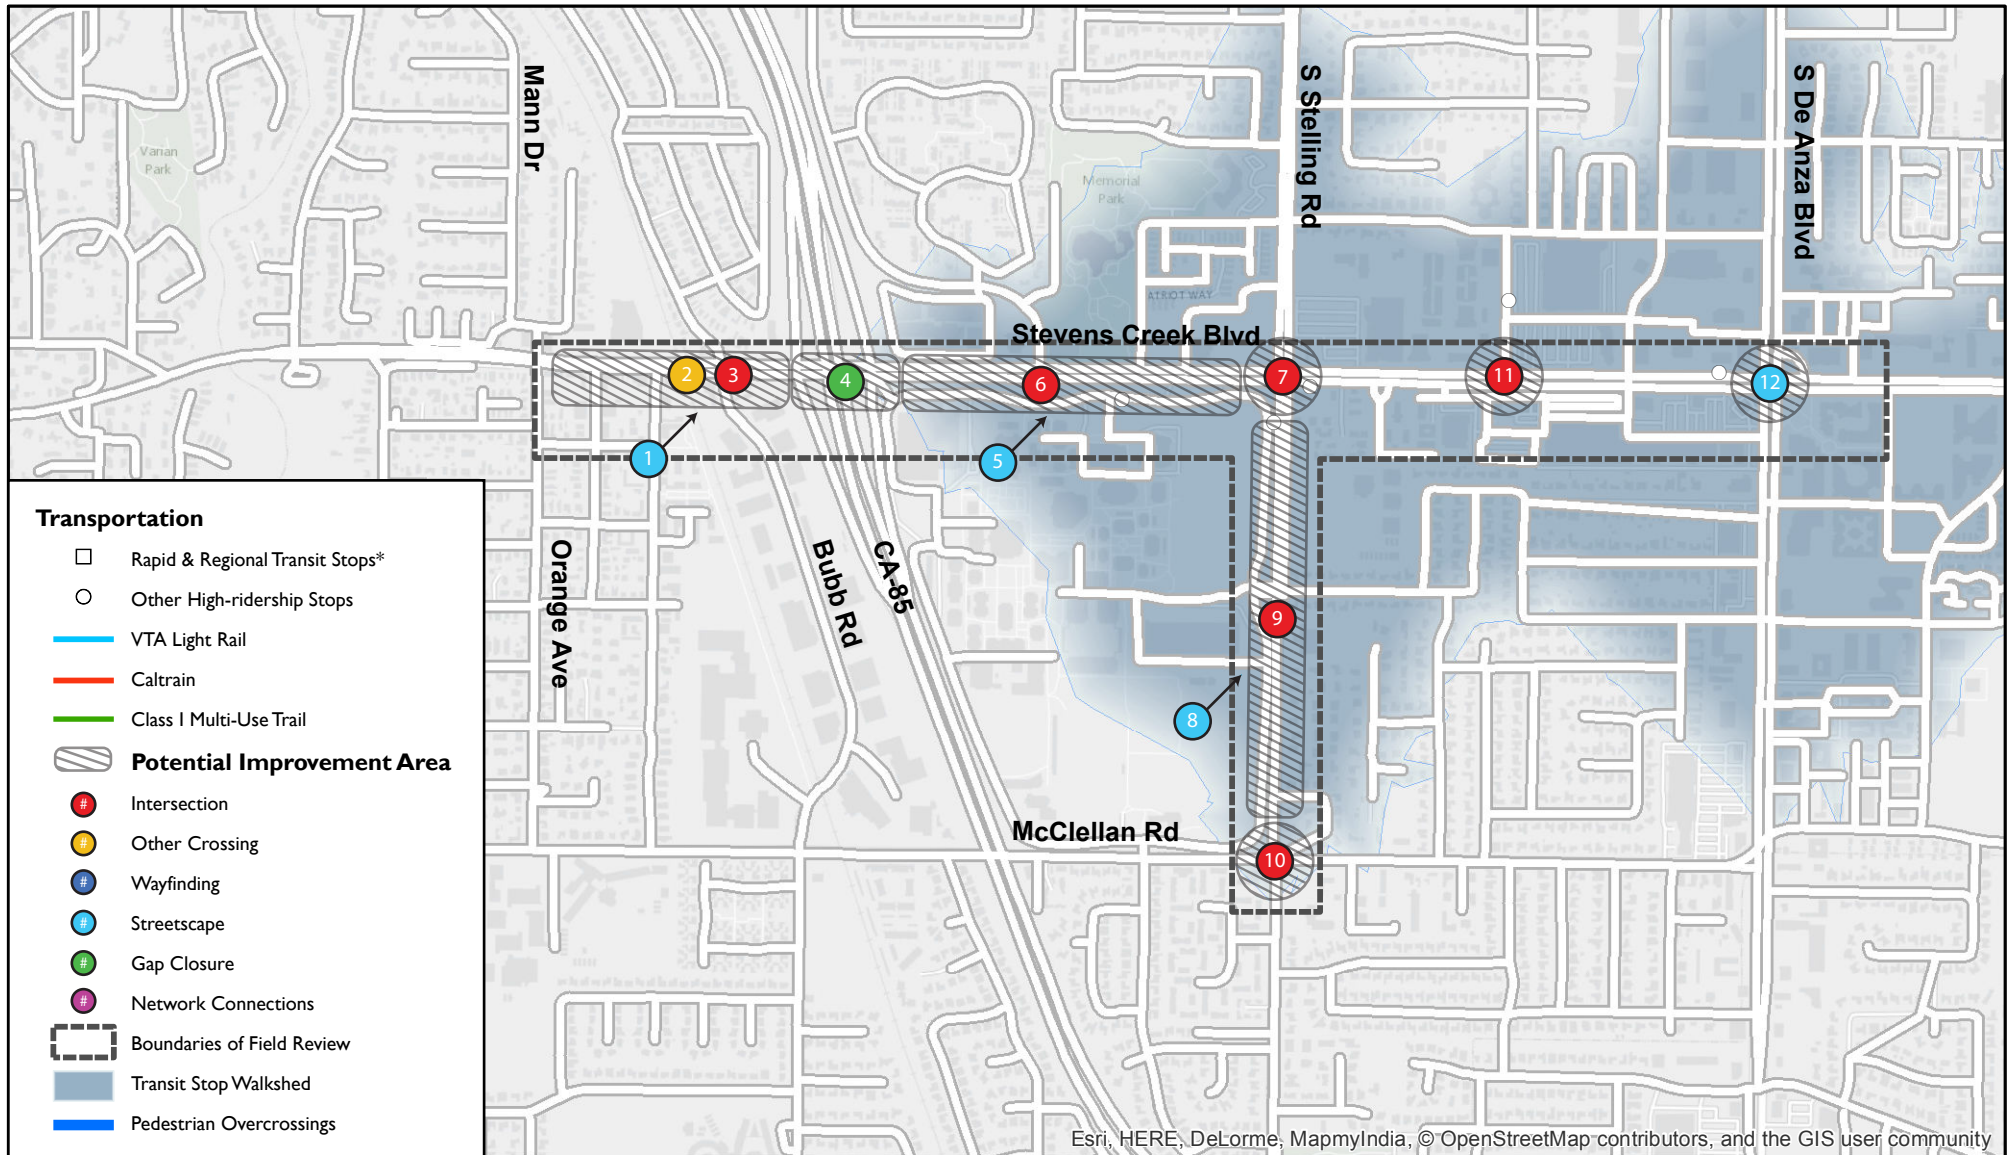 Mann Dr
S Stelling Rd
S De Anza Blvd
Varian
Park
Memorial
Park
Stevens Creek Blvd
2
3
4
6
7
11
12
1
5
Orange Ave
Bubb Rd
CA-85
9
8
McClellan Rd
10
Transportation
Rapid & Regional Transit Stops*
Other High-ridership Stops
VTA Light Rail
Caltrain
Class I Multi-Use Trail
Potential Improvement Area
# Intersection
# Other Crossing
# Wayfinding
# Streetscape
# Gap Closure
# Network Connections
Boundaries of Field Review
Transit Stop Walkshed
Pedestrian Overcrossings
Esri, HERE, DeLorme, MapmyIndia, © OpenStreetMap contributors, and the GIS user community